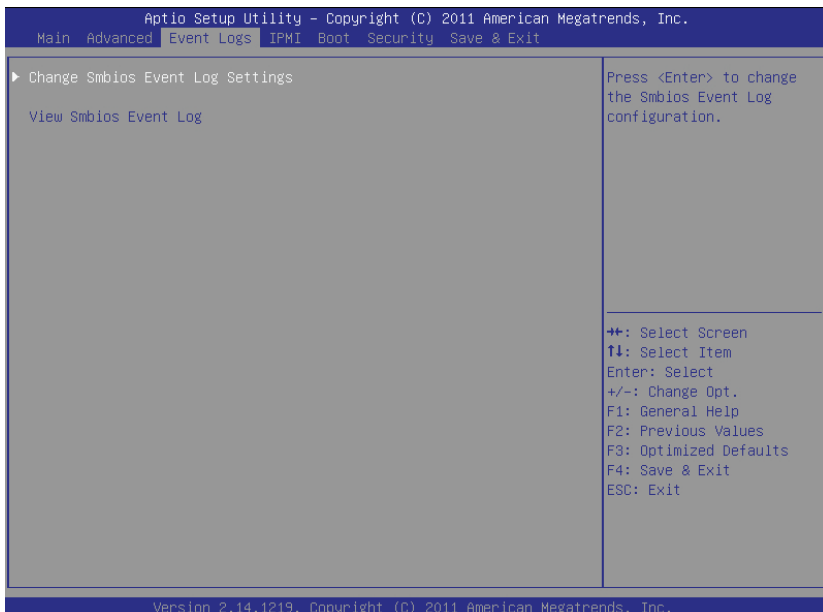 Aptio Setup Utility – Copyright (C) 2011 American Megatrends, Inc.
Main Advanced Event Logs IPMI Boot Security Save & Exit
▶ Change Smbios Event Log Settings
View Smbios Event Log
Press <Enter> to change
the Smbios Event Log
configuration.
→←: Select Screen
↑↓: Select Item
Enter: Select
+/-: Change Opt.
F1: General Help
F2: Previous Values
F3: Optimized Defaults
F4: Save & Exit
ESC: Exit
Version 2.14.1219. Copyright (C) 2011 American Megatrends, Inc.